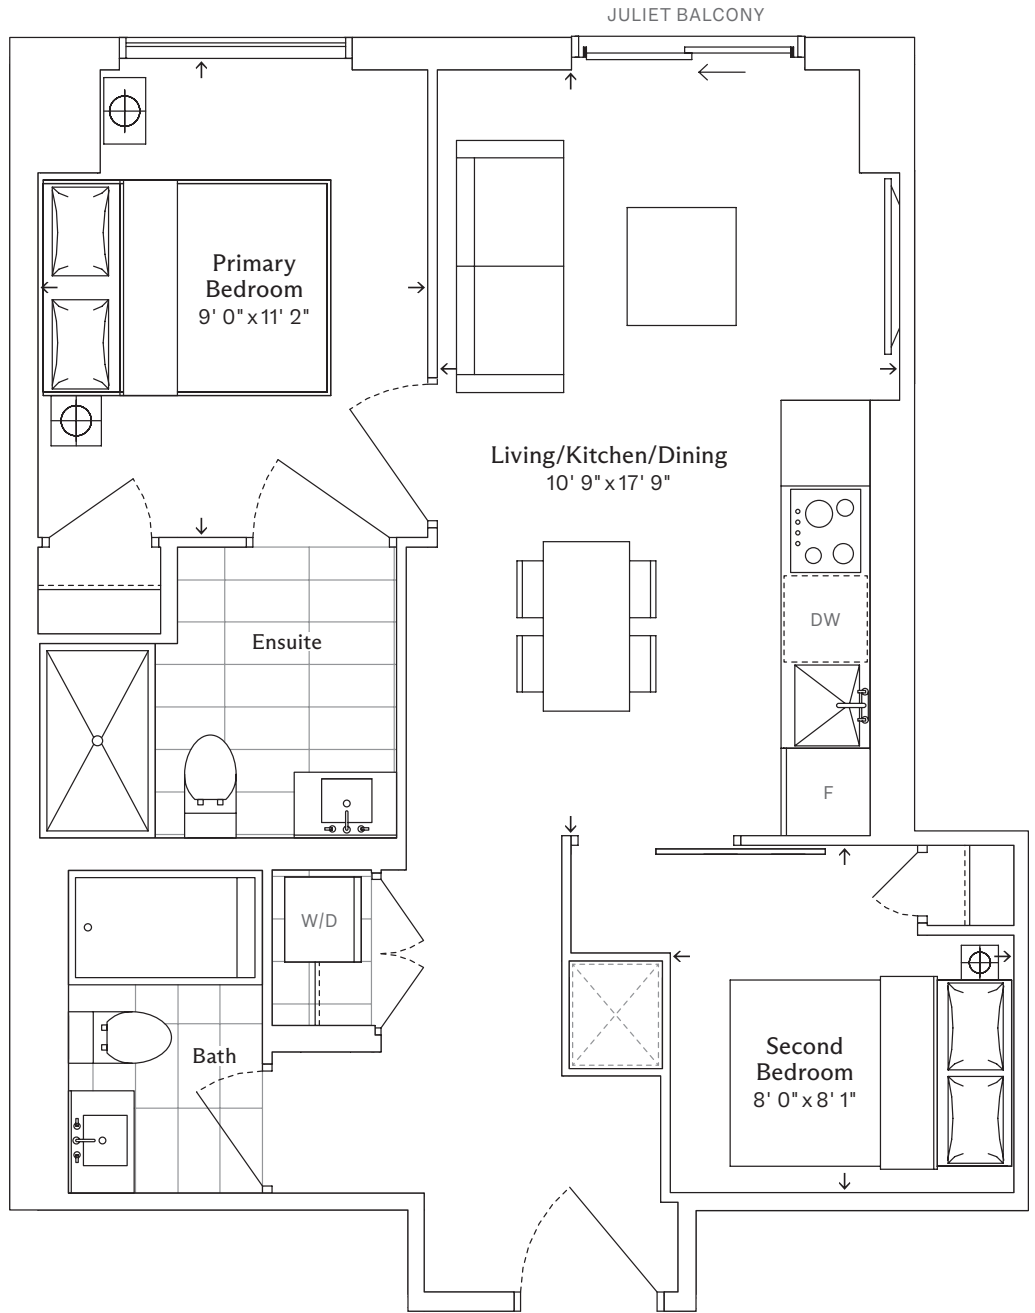 JULIET BALCONY
Primary
Bedroom
9' 0" x 11' 2"
Living/Kitchen/Dining
10' 9" x 17' 9"
DW
Ensuite
F
W/D
Bath
Second
Bedroom
8' 0" x 8' 1"